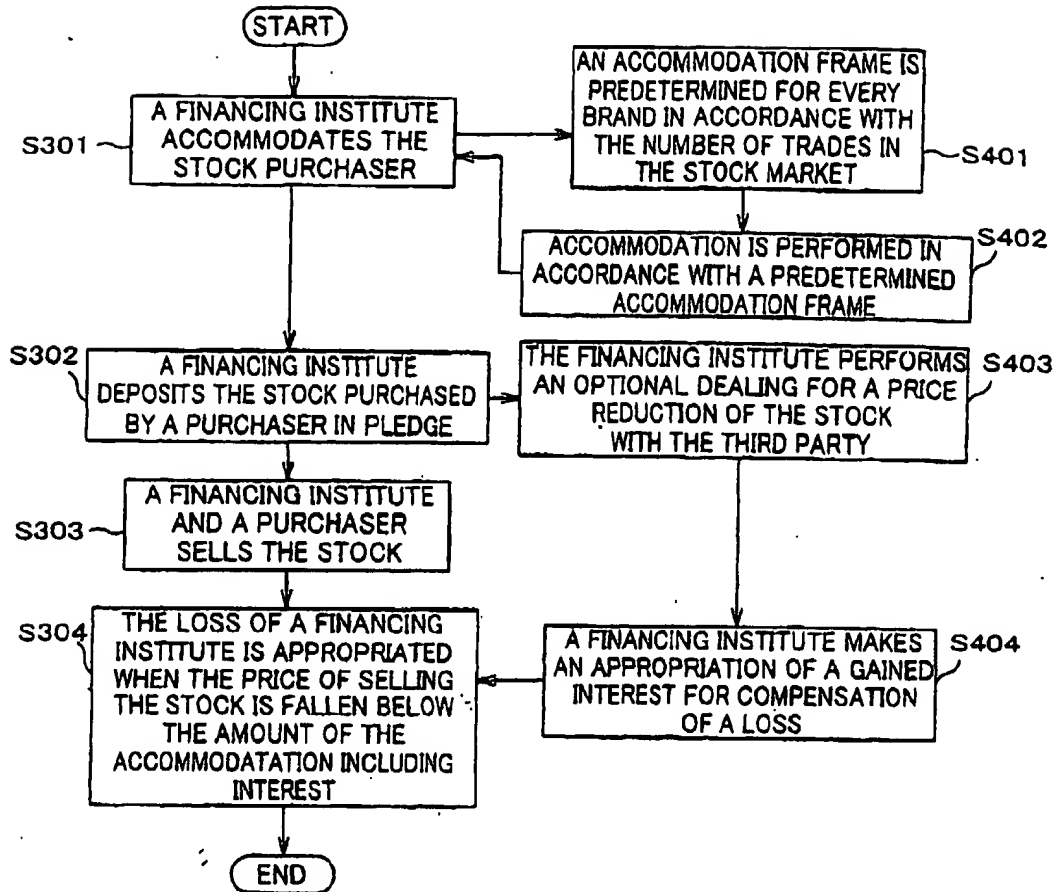 START
S301
A FINANCING INSTITUTE
ACCOMMODATES THE
STOCK PURCHASER
AN ACCOMMODATION FRAME IS
PREDETERMINED FOR EVERY
BRAND IN ACCORDANCE WITH
THE NUMBER OF TRADES IN
THE STOCK MARKET
S401
ACCOMMODATION IS PERFORMED IN
ACCORDANCE WITH A PREDETERMINED
ACCOMMODATION FRAME
S402
S302
A FINANCING INSTITUTE
DEPOSITS THE STOCK PURCHASED
BY A PURCHASER IN PLEDGE
THE FINANCING INSTITUTE PERFORMS
AN OPTIONAL DEALING FOR A PRICE
REDUCTION OF THE STOCK
WITH THE THIRD PARTY
S403
S303
A FINANCING INSTITUTE
AND A PURCHASER
SELLS THE STOCK
S304
THE LOSS OF A FINANCING
INSTITUTE IS APPROPRIATED
WHEN THE PRICE OF SELLING
THE STOCK IS FALLEN BELOW
THE AMOUNT OF THE
ACCOMMODATATION INCLUDING
INTEREST
A FINANCING INSTITUTE MAKES
AN APPROPRIATION OF A GAINED
INTEREST FOR COMPENSATION
OF A LOSS
S404
END